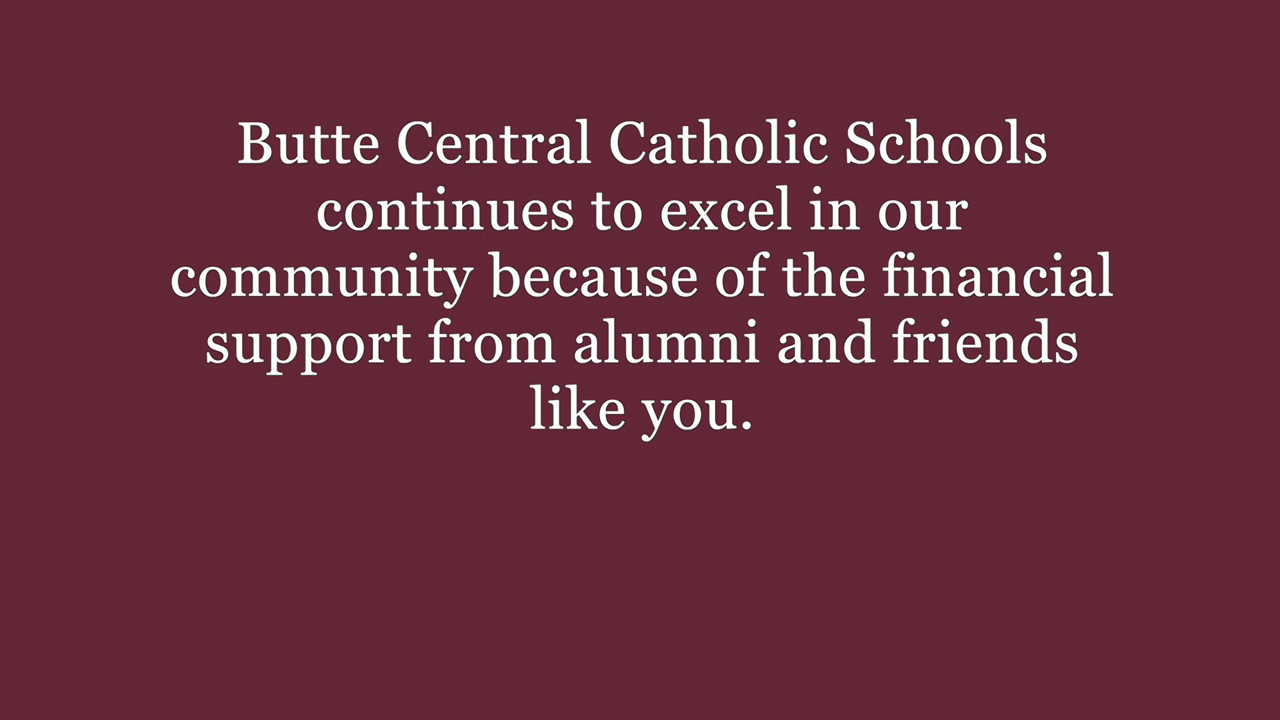 Butte Central Catholic Schools
continues to excel in our
community because of the financial
support from alumni and friends
like you.